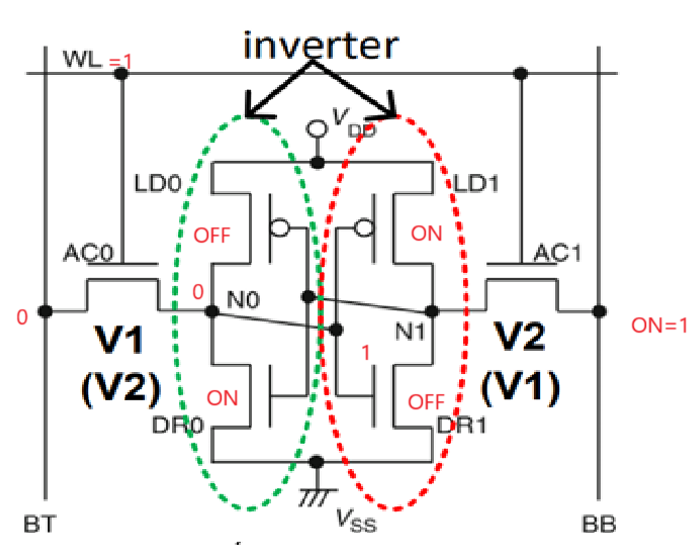 inverter
WL =1
VDD
LD0
LD1
OFF
ON
AC0
AC1
0
N0
0
N1
ON=1
V1
(V2)
V2
(V1)
1
ON
OFF
DR0
DR1
VSS
BT
BB